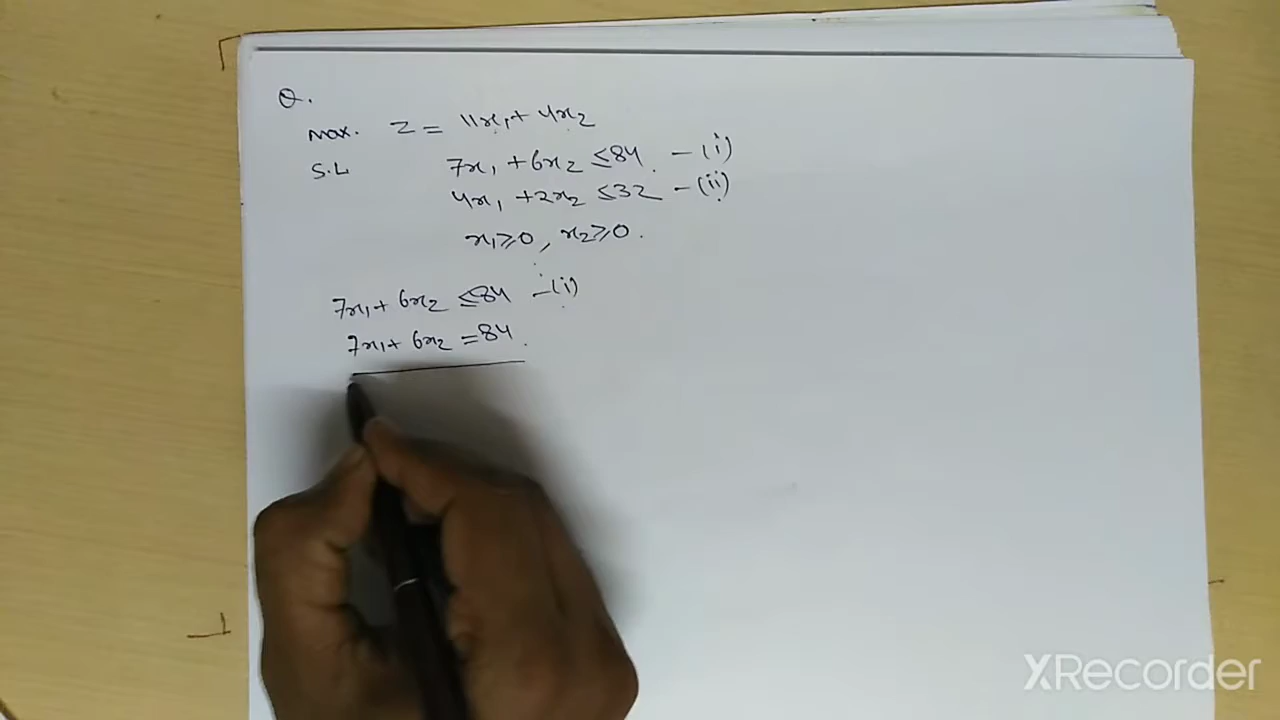 Q.
Max. Z = 11x₁ + 4x₂
S.L
7x₁ + 6x₂ ≤ 84 – (i)
4x₁ + 2x₂ ≤ 32 – (ii)
x₁ ≥ 0, x₂ ≥ 0.
7x₁ + 6x₂ ≤ 84 – (i)
7x₁ + 6x₂ = 84.
XRecorder